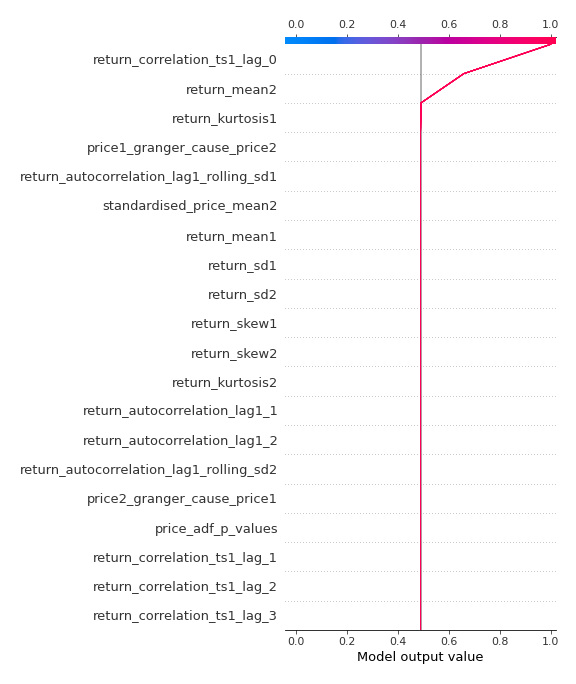 0.0 0.2 0.4 0.6 0.8 1.0
return_correlation_ts1_lag_0
return_mean2
return_kurtosis1
price1_granger_cause_price2
return_autocorrelation_lag1_rolling_sd1
standardised_price_mean2
return_mean1
return_sd1
return_sd2
return_skew1
return_skew2
return_kurtosis2
return_autocorrelation_lag1_1
return_autocorrelation_lag1_2
return_autocorrelation_lag1_rolling_sd2
price2_granger_cause_price1
price_adf_p_values
return_correlation_ts1_lag_1
return_correlation_ts1_lag_2
return_correlation_ts1_lag_3
0.0 0.2 0.4 0.6 0.8 1.0
Model output value